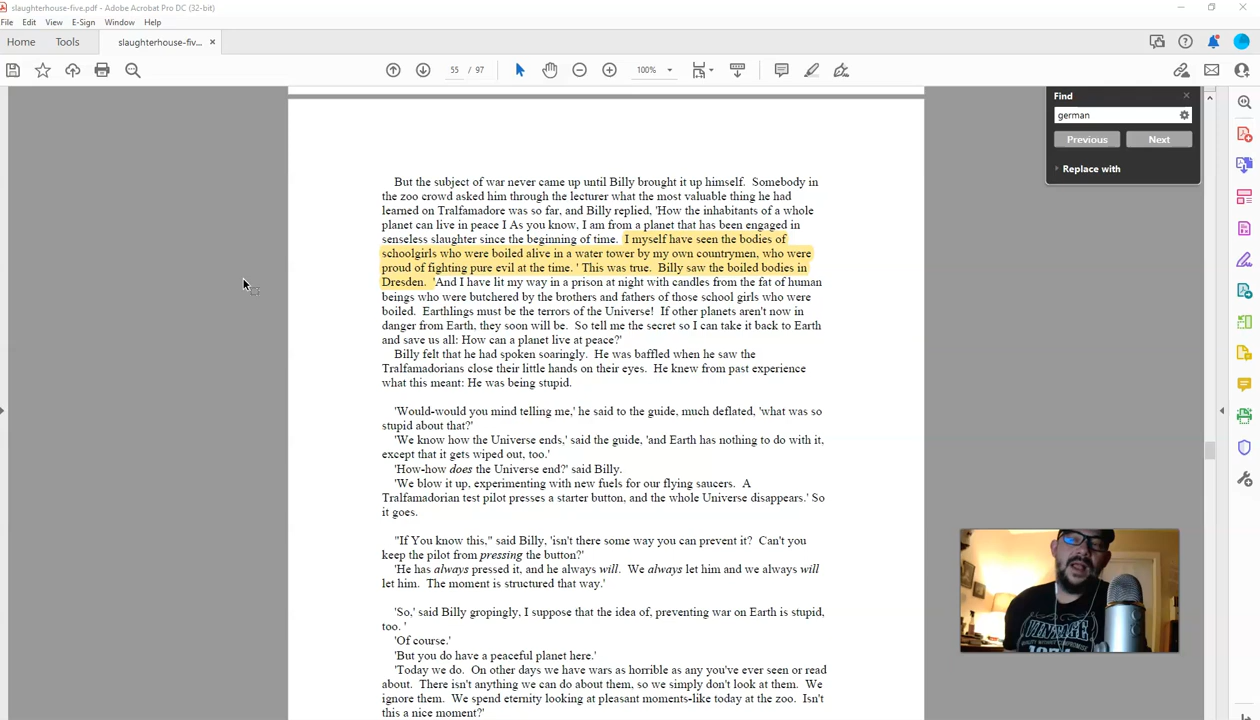 slaughterhouse-five.pdf - Adobe Acrobat Pro DC (32-bit)
File Edit View E-Sign Window Help
Home Tools slaughterhouse-fiv... ×
55 / 97 100%
Find
german
Previous Next
Replace with
But the subject of war never came up until Billy brought it up himself. Somebody in
the zoo crowd asked him through the lecturer what the most valuable thing he had
learned on Tralfamadore was so far, and Billy replied, 'How the inhabitants of a whole
planet can live in peace I As you know, I am from a planet that has been engaged in
senseless slaughter since the beginning of time. I myself have seen the bodies of
schoolgirls who were boiled alive in a water tower by my own countrymen, who were
proud of fighting pure evil at the time. ' This was true. Billy saw the boiled bodies in
Dresden. 'And I have lit my way in a prison at night with candles from the fat of human
beings who were butchered by the brothers and fathers of those school girls who were
boiled. Earthlings must be the terrors of the Universe! If other planets aren't now in
danger from Earth, they soon will be. So tell me the secret so I can take it back to Earth
and save us all: How can a planet live at peace?'
Billy felt that he had spoken soaringly. He was baffled when he saw the
Tralfamadorians close their little hands on their eyes. He knew from past experience
what this meant: He was being stupid.
'Would-would you mind telling me,' he said to the guide, much deflated, 'what was so
stupid about that?'
'We know how the Universe ends,' said the guide, 'and Earth has nothing to do with it,
except that it gets wiped out, too.'
'How-how does the Universe end?' said Billy.
'We blow it up, experimenting with new fuels for our flying saucers. A
Tralfamadorian test pilot presses a starter button, and the whole Universe disappears.' So
it goes.
"If You know this," said Billy, 'isn't there some way you can prevent it? Can't you
keep the pilot from pressing the button?'
'He has always pressed it, and he always will. We always let him and we always will
let him. The moment is structured that way.'
'So,' said Billy gropingly, I suppose that the idea of, preventing war on Earth is stupid,
too. '
'Of course.'
'But you do have a peaceful planet here.'
'Today we do. On other days we have wars as horrible as any you've ever seen or read
about. There isn't anything we can do about them, so we simply don't look at them. We
ignore them. We spend eternity looking at pleasant moments-like today at the zoo. Isn't
this a nice moment?'
VINTAGE